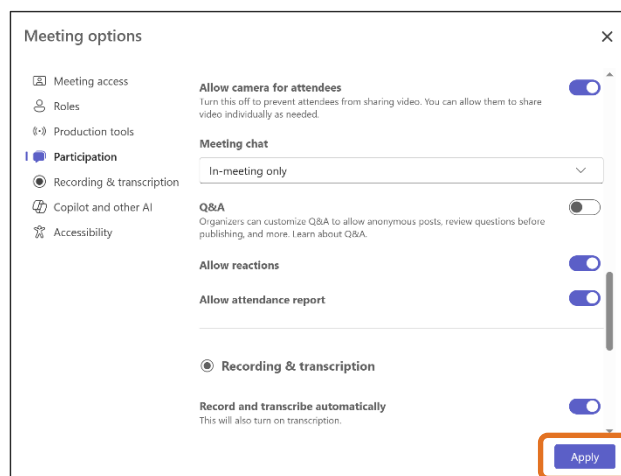 Meeting options
Meeting access
Roles
Production tools
Participation
Recording & transcription
Copilot and other AI
Accessibility
Allow camera for attendees
Turn this off to prevent attendees from sharing video. You can allow them to share
video individually as needed.
Meeting chat
In-meeting only
Q&A
Organizers can customize Q&A to allow anonymous posts, review questions before
publishing, and more. Learn about Q&A.
Allow reactions
Allow attendance report
Recording & transcription
Record and transcribe automatically
This will also turn on transcription.
Apply